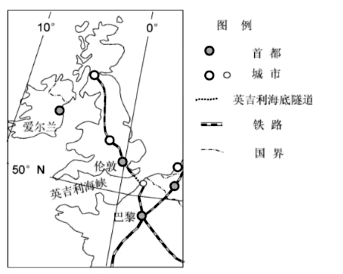 10°
0°
爱尔兰
伦敦
50° N
英吉利海峡
巴黎
图 例
首 都
城 市
英吉利海底隧道
铁 路
国 界